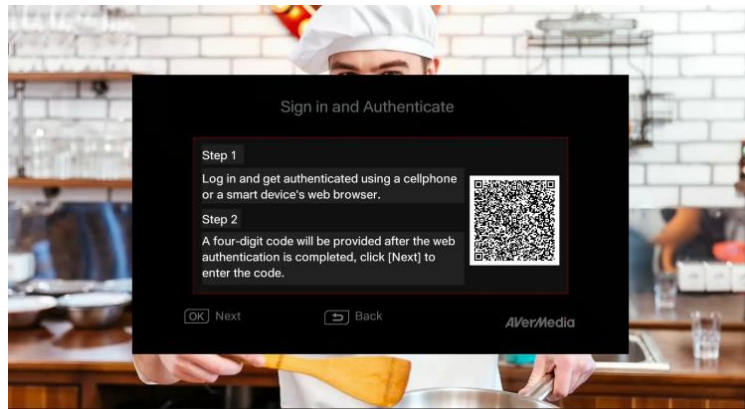 Sign in and Authenticate
Step 1
Log in and get authenticated using a cellphone
or a smart device's web browser.
Step 2
A four-digit code will be provided after the web
authentication is completed, click [Next] to
enter the code.
OK Next
Back
AVerMedia